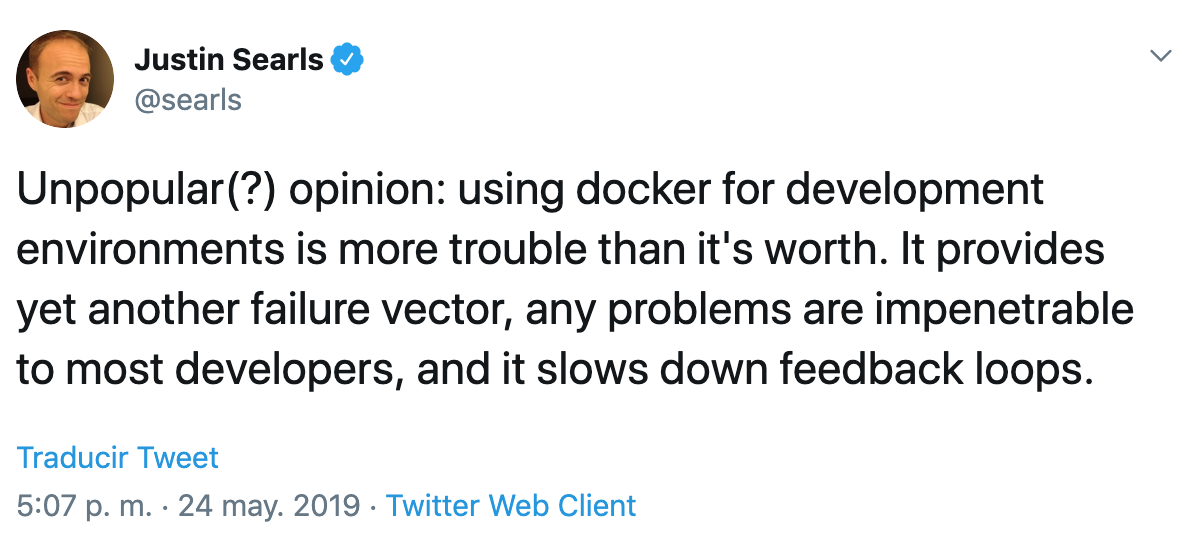 Justin Searls
@searls
Unpopular(?) opinion: using docker for development
environments is more trouble than it's worth. It provides
yet another failure vector, any problems are impenetrable
to most developers, and it slows down feedback loops.
Traducir Tweet
5:07 p. m. · 24 may. 2019 · Twitter Web Client